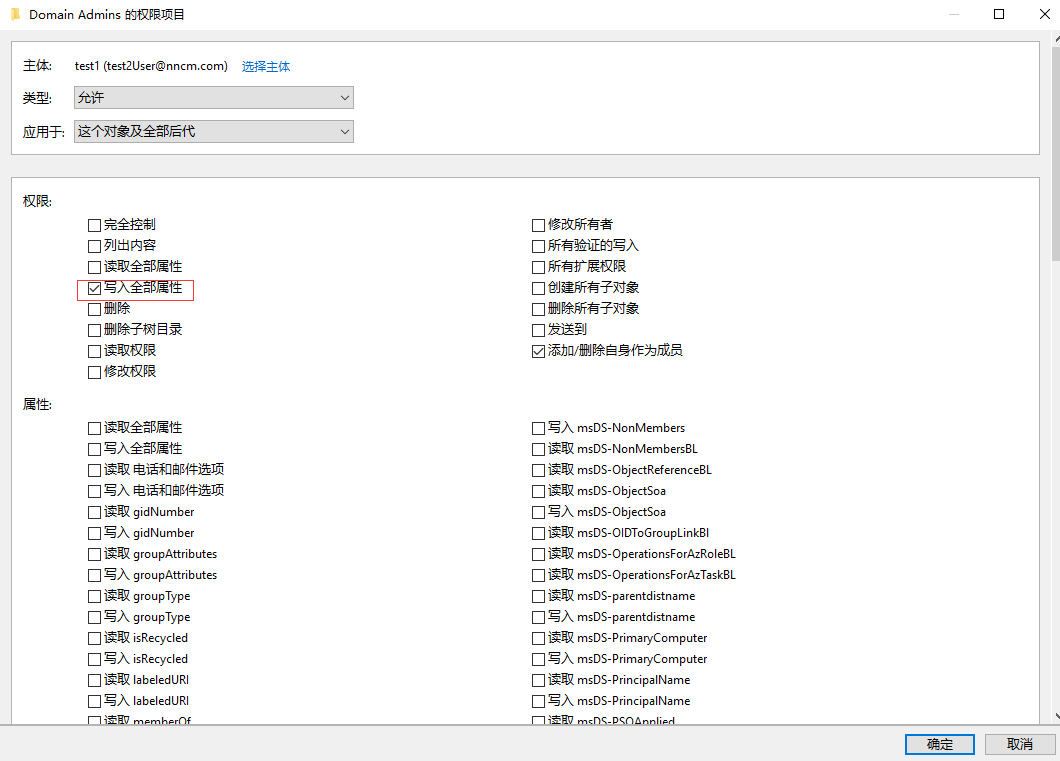 Domain Admins 的权限项目
主体: test1 (test2User@nncm.com) 选择主体
类型: 允许
应用于: 这个对象及全部后代
权限:
完全控制
列出内容
读取全部属性
写入全部属性
删除
删除子树目录
读取权限
修改权限
修改所有者
所有验证的写入
所有扩展权限
创建所有子对象
删除所有子对象
发送到
添加/删除自身作为成员
属性:
读取全部属性
写入全部属性
读取 电话和邮件选项
写入 电话和邮件选项
读取 gidNumber
写入 gidNumber
读取 groupAttributes
写入 groupAttributes
读取 groupType
写入 groupType
读取 isRecycled
写入 isRecycled
读取 labeledURI
写入 labeledURI
读取 memberOf
写入 msDS-NonMembers
读取 msDS-NonMembersBL
读取 msDS-ObjectReferenceBL
读取 msDS-ObjectSoa
写入 msDS-ObjectSoa
读取 msDS-OIDToGroupLinkBl
读取 msDS-OperationsForAzRoleBL
读取 msDS-OperationsForAzTaskBL
读取 msDS-parentdistname
写入 msDS-parentdistname
读取 msDS-PrimaryComputer
写入 msDS-PrimaryComputer
读取 msDS-PrincipalName
写入 msDS-PrincipalName
读取 msDS-PSOApplied
确定 取消